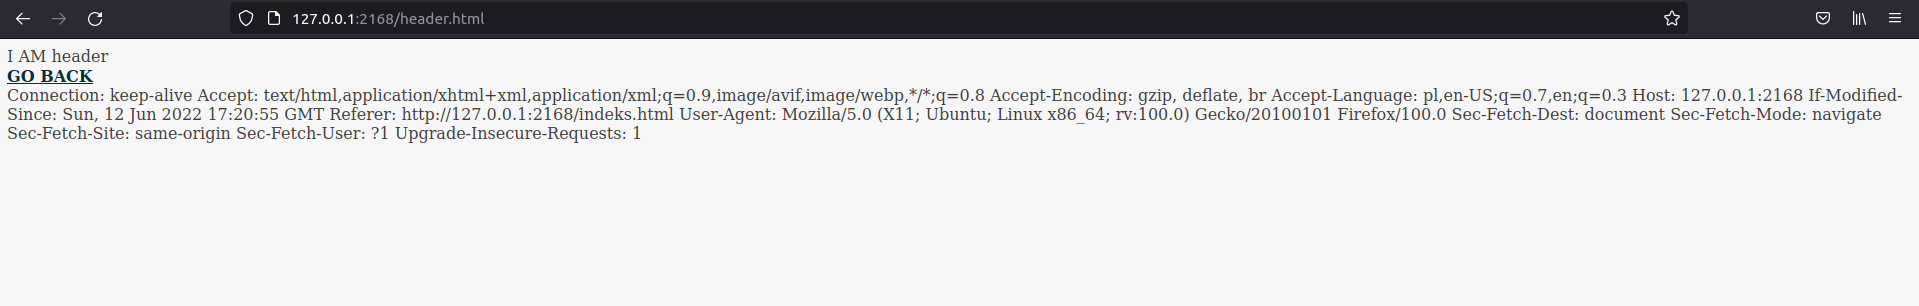 127.0.0.1:2168/header.html
I AM header
GO BACK
Connection: keep-alive Accept: text/html,application/xhtml+xml,application/xml;q=0.9,image/avif,image/webp,*/*;q=0.8 Accept-Encoding: gzip, deflate, br Accept-Language: pl,en-US;q=0.7,en;q=0.3 Host: 127.0.0.1:2168 If-Modified-
Since: Sun, 12 Jun 2022 17:20:55 GMT Referer: http://127.0.0.1:2168/indeks.html User-Agent: Mozilla/5.0 (X11; Ubuntu; Linux x86_64; rv:100.0) Gecko/20100101 Firefox/100.0 Sec-Fetch-Dest: document Sec-Fetch-Mode: navigate
Sec-Fetch-Site: same-origin Sec-Fetch-User: ?1 Upgrade-Insecure-Requests: 1